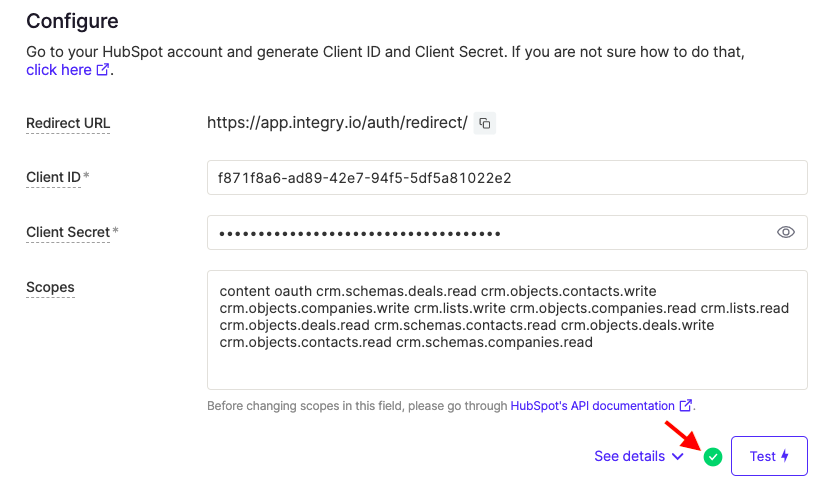 Configure
Go to your HubSpot account and generate Client ID and Client Secret. If you are not sure how to do that,
click here.
Redirect URL
https://app.integry.io/auth/redirect/
Client ID*
f871f8a6-ad89-42e7-94f5-5df5a81022e2
Client Secret*
••••••••••••••••••••••••••••••••••••
Scopes
content oauth crm.schemas.deals.read crm.objects.contacts.write
crm.objects.companies.write crm.lists.write crm.objects.companies.read crm.lists.read
crm.objects.deals.read crm.schemas.contacts.read crm.objects.deals.write
crm.objects.contacts.read crm.schemas.companies.read
Before changing scopes in this field, please go through HubSpot's API documentation.
See details
Test